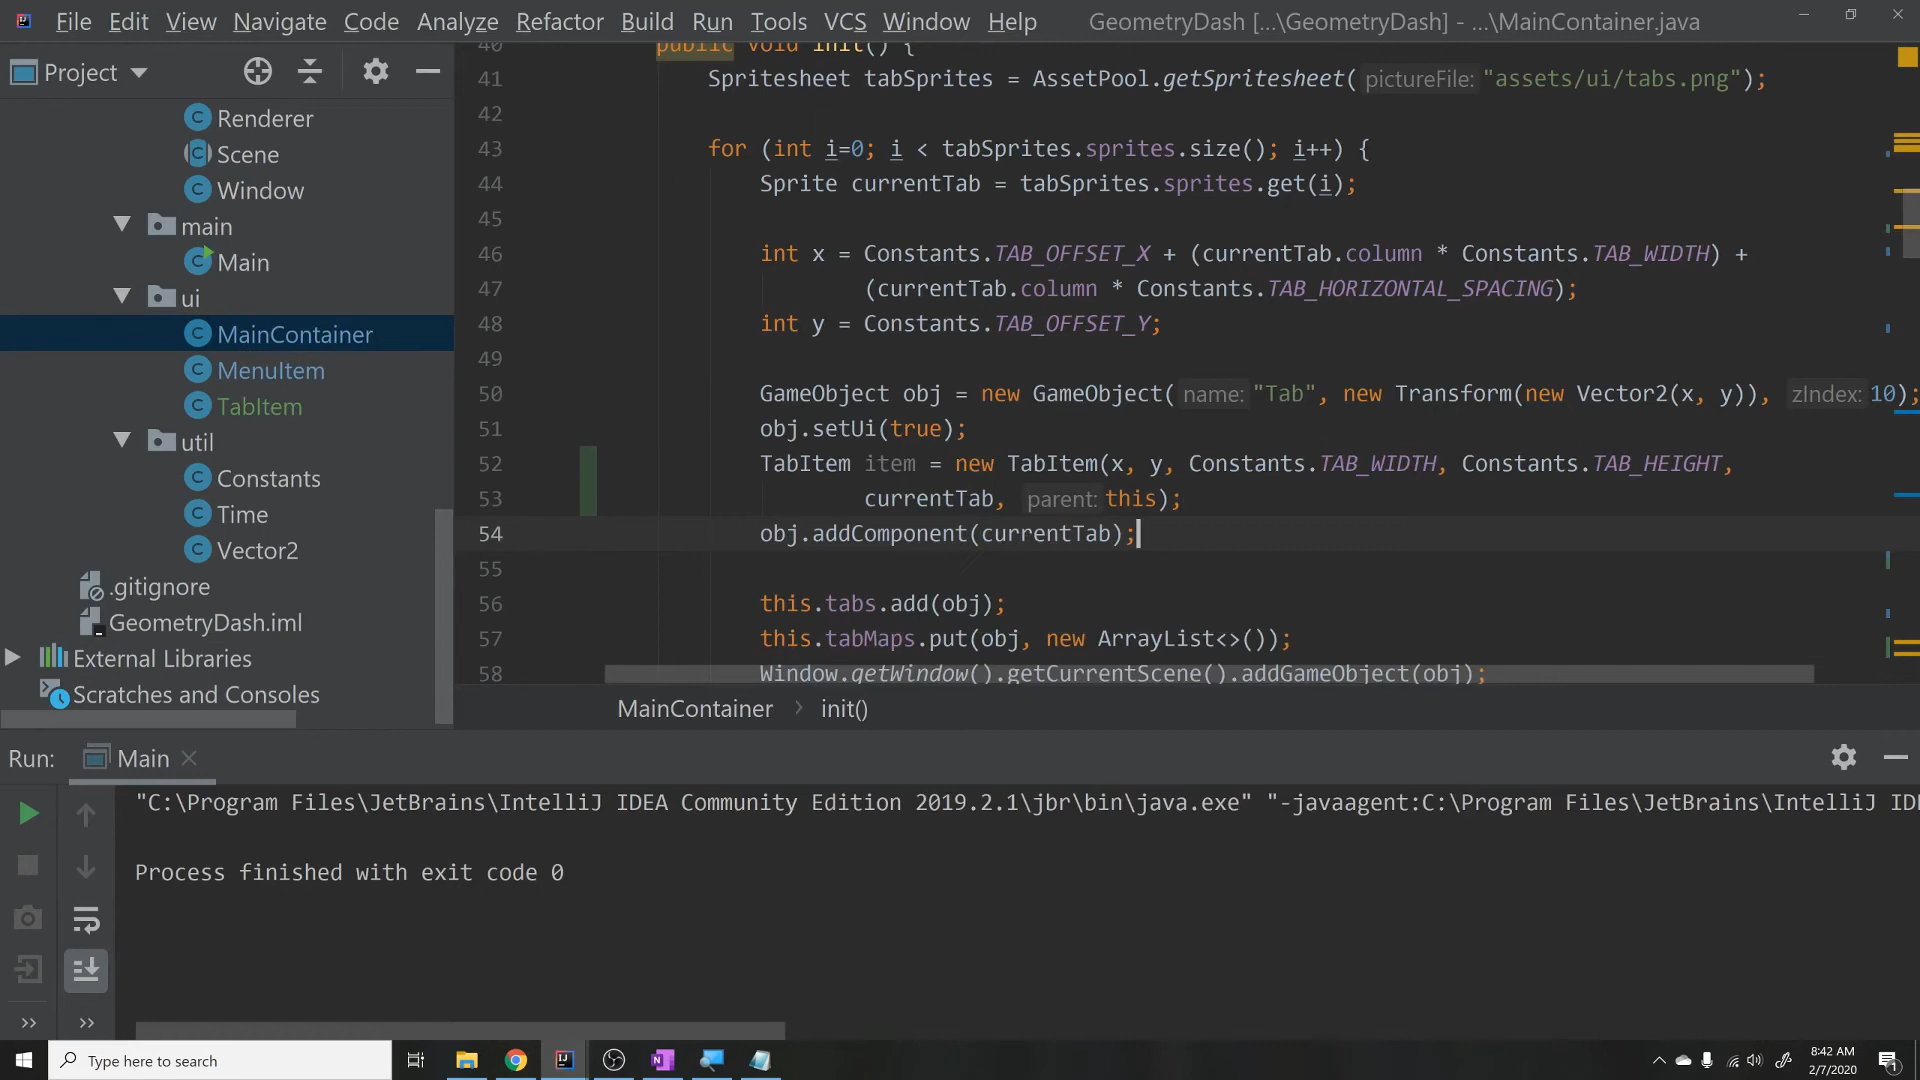 File Edit View Navigate Code Analyze Refactor Build Run Tools VCS Window Help GeometryDash [...\GeometryDash] - ...\MainContainer.java
Project
Renderer
Scene
Window
main
Main
ui
MainContainer
MenuItem
TabItem
util
Constants
Time
Vector2
.gitignore
GeometryDash.iml
External Libraries
Scratches and Consoles
40 public void init() {
41 Spritesheet tabSprites = AssetPool.getSpritesheet( pictureFile: "assets/ui/tabs.png");
42
43 for (int i=0; i < tabSprites.sprites.size(); i++) {
44 Sprite currentTab = tabSprites.sprites.get(i);
45
46 int x = Constants.TAB_OFFSET_X + (currentTab.column * Constants.TAB_WIDTH) +
47 (currentTab.column * Constants.TAB_HORIZONTAL_SPACING);
48 int y = Constants.TAB_OFFSET_Y;
49
50 GameObject obj = new GameObject( name: "Tab", new Transform(new Vector2(x, y)), zIndex: 10);
51 obj.setUi(true);
52 TabItem item = new TabItem(x, y, Constants.TAB_WIDTH, Constants.TAB_HEIGHT,
53 currentTab, parent: this);
54 obj.addComponent(currentTab);
55
56 this.tabs.add(obj);
57 this.tabMaps.put(obj, new ArrayList<>());
58 Window.getWindow().getCurrentScene().addGameObject(obj);
MainContainer > init()
Run: Main
"C:\Program Files\JetBrains\IntelliJ IDEA Community Edition 2019.2.1\jbr\bin\java.exe" "-javaagent:C:\Program Files\JetBrains\IntelliJ ID
Process finished with exit code 0
Type here to search
8:42 AM
2/7/2020
1